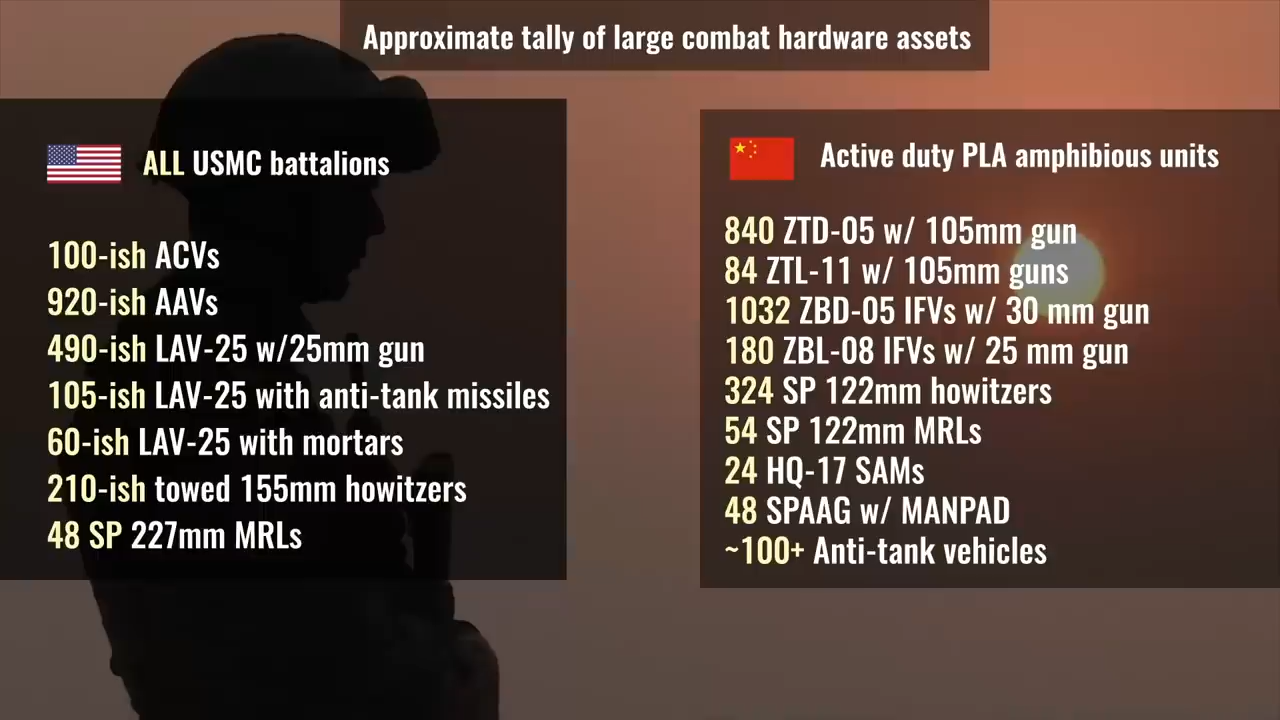 Approximate tally of large combat hardware assets
ALL USMC battalions
100-ish ACVs
920-ish AAVs
490-ish LAV-25 w/25mm gun
105-ish LAV-25 with anti-tank missiles
60-ish LAV-25 with mortars
210-ish towed 155mm howitzers
48 SP 227mm MRLs
Active duty PLA amphibious units
840 ZTD-05 w/ 105mm gun
84 ZTL-11 w/ 105mm guns
1032 ZBD-05 IFVs w/ 30 mm gun
180 ZBL-08 IFVs w/ 25 mm gun
324 SP 122mm howitzers
54 SP 122mm MRLs
24 HQ-17 SAMs
48 SPAAG w/ MANPAD
~100+ Anti-tank vehicles